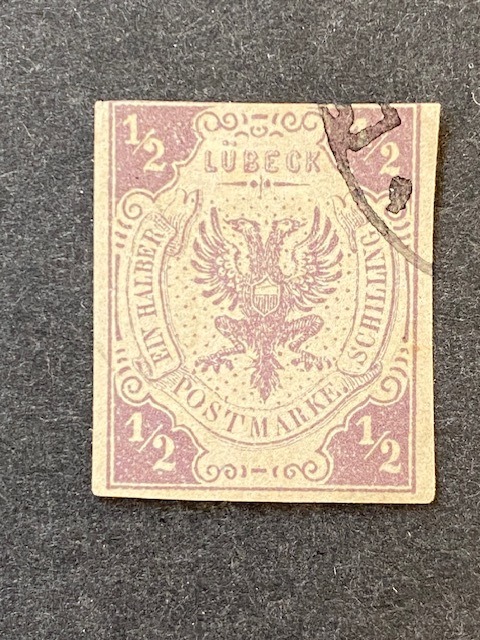 1/2
1/2
LÜBECK
EIN HALBER
SCHILLING
POSTMARKE
1/2
1/2